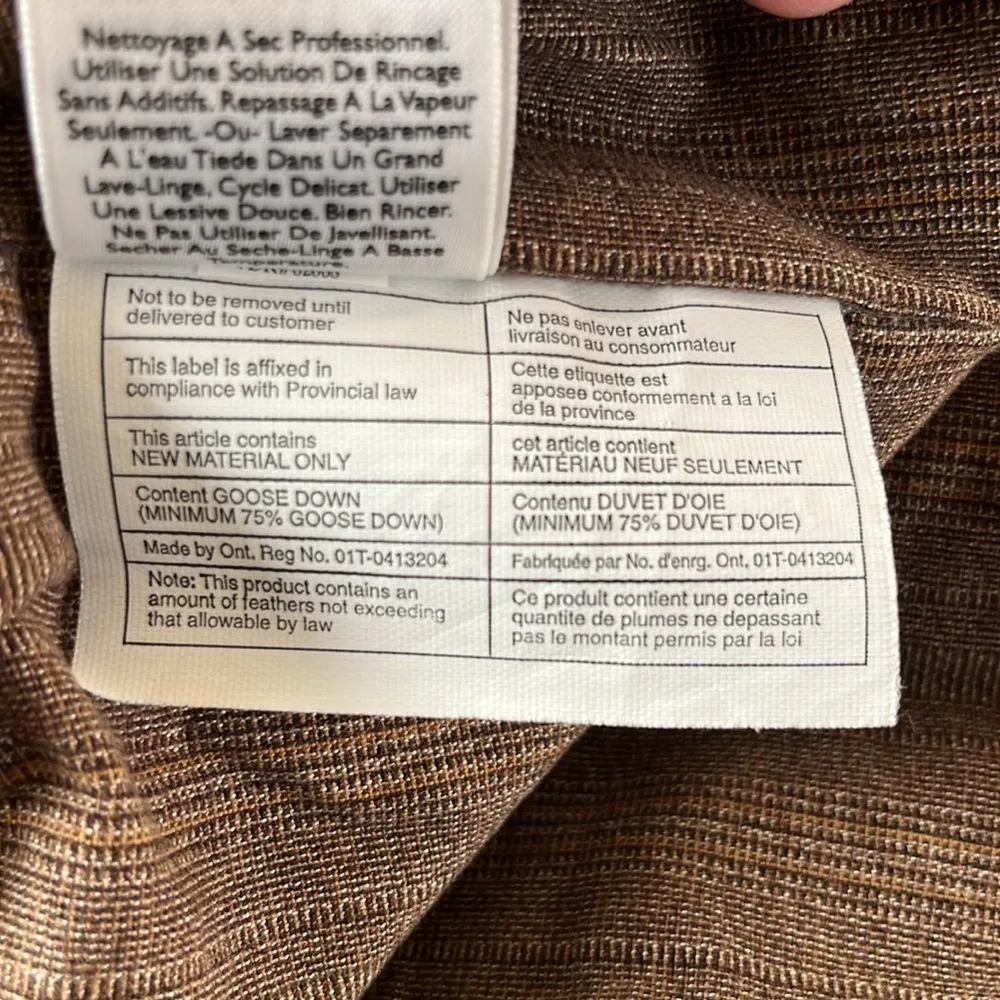 Nettoyage A Sec Professionnel.
Utiliser Une Solution De Rincage
Sans Additifs. Repassage A La Vapeur
Seulement. -Ou- Laver Separement
A L'eau Tiede Dans Un Grand
Lave-Linge, Cycle Delicat. Utiliser
Une Lessive Douce. Bien Rincer.
Ne Pas Utiliser De Javellisant.
Secher Au Seche-Linge A Basse
Temperature.
Not to be removed until
delivered to customer
Ne pas enlever avant
livraison au consommateur
This label is affixed in
compliance with Provincial law
Cette etiquette est
apposee conformement a la loi
de la province
This article contains
NEW MATERIAL ONLY
cet article contient
MATÉRIAU NEUF SEULEMENT
Content GOOSE DOWN
(MINIMUM 75% GOOSE DOWN)
Contenu DUVET D'OIE
(MINIMUM 75% DUVET D'OIE)
Made by Ont. Reg No. 01T-0413204
Fabriquée par No. d'enrg. Ont. 01T-0413204
Note: This product contains an
amount of feathers not exceeding
that allowable by law
Ce produit contient une certaine
quantite de plumes ne depassant
pas le montant permis par la loi